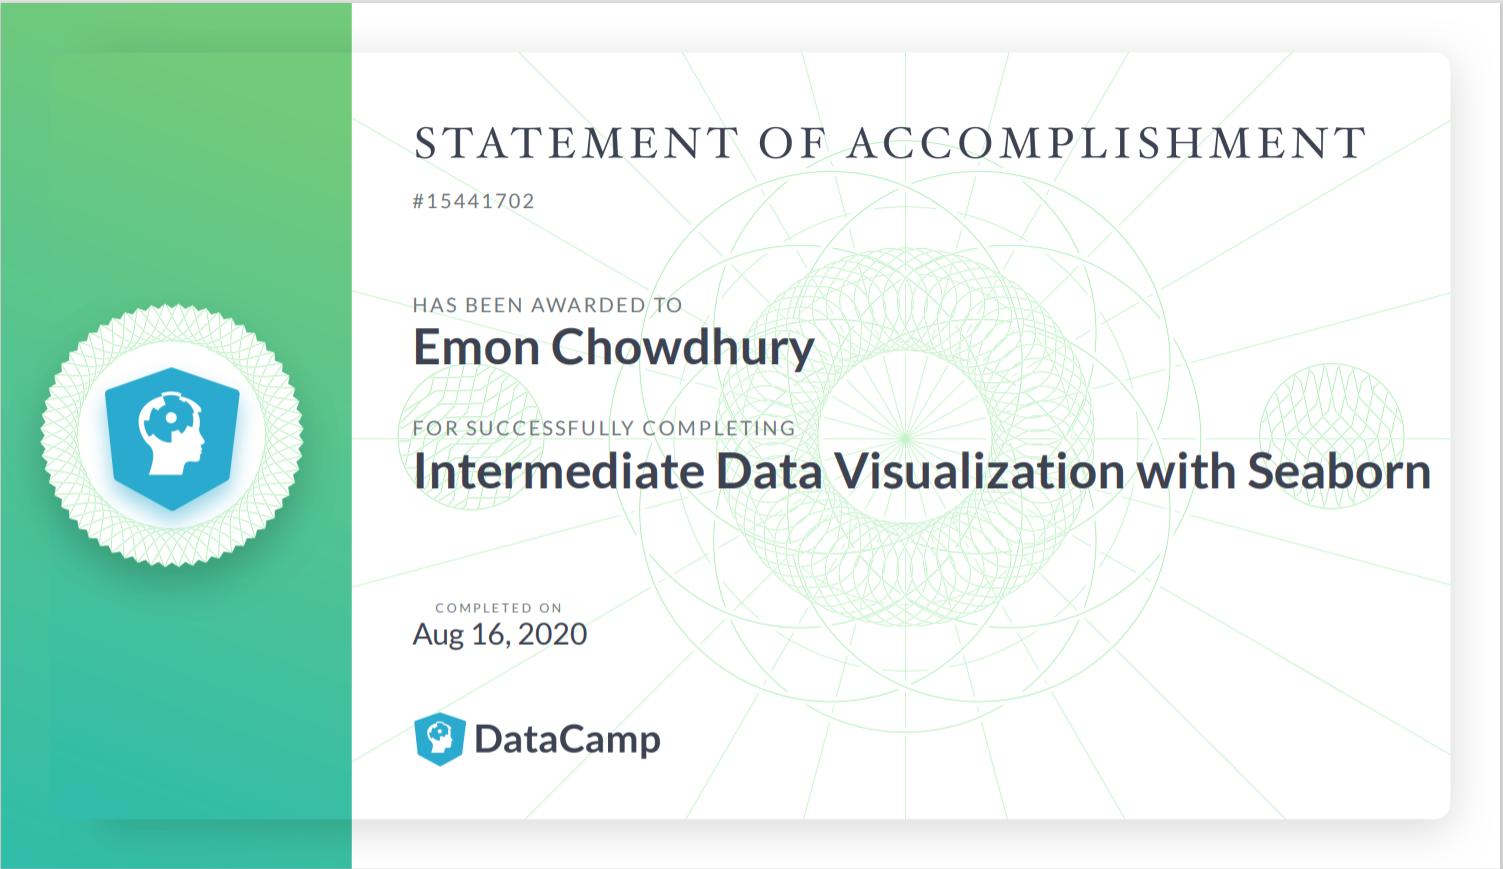 STATEMENT OF ACCOMPLISHMENT
#15441702
HAS BEEN AWARDED TO
Emon Chowdhury
FOR SUCCESSFULLY COMPLETING
Intermediate Data Visualization with Seaborn
COMPLETED ON
Aug 16, 2020
DataCamp